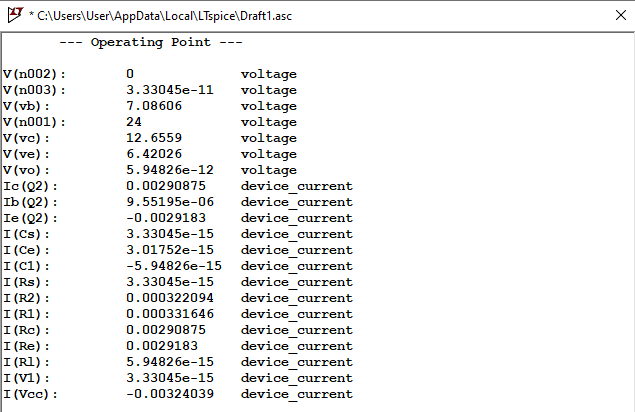 * C:\Users\User\AppData\Local\LTspice\Draft1.asc
--- Operating Point ---
V(n002): 0 voltage
V(n003): 3.33045e-11 voltage
V(vb): 7.08606 voltage
V(n001): 24 voltage
V(vc): 12.6559 voltage
V(ve): 6.42026 voltage
V(vo): 5.94826e-12 voltage
Ic(Q2): 0.00290875 device_current
Ib(Q2): 9.55195e-06 device_current
Ie(Q2): -0.0029183 device_current
I(Cs): 3.33045e-15 device_current
I(Ce): 3.01752e-15 device_current
I(C1): -5.94826e-15 device_current
I(Rs): 3.33045e-15 device_current
I(R2): 0.000322094 device_current
I(R1): 0.000331646 device_current
I(Rc): 0.00290875 device_current
I(Re): 0.0029183 device_current
I(Rl): 5.94826e-15 device_current
I(V1): 3.33045e-15 device_current
I(Vcc): -0.00324039 device_current